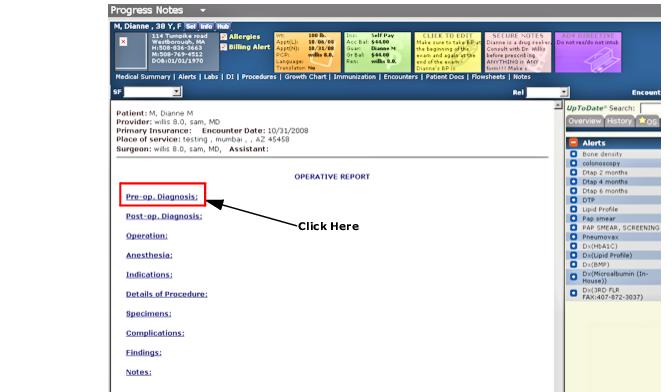 Progress Notes
M, Dianne , 38 Y, F Sel Info Hub
114 Turnpike road
Westborough, MA
H:508-836-3663
M:508-769-4512
DOB:01/01/1970
Allergies
Billing Alert
Wt: 100 lb.
Appt(L): 10/06/08
Appt(N): 10/31/08
PCP: willis 8.0,
Language:
Translator: No
Ins: Self Pay
Acc Bal: $44.00
Guar: Dianne M
Gr Bal: $44.00
Ren: willis 8.0,
CLICK TO EDIT
Make sure to take BP at
the beginning of the
exam and again at the
end of the exam.
Dianne's BP is
SECURE NOTES
Dianne is a drug seeker,
Consult with Dr. Willis
before prescribing
ANYTHING is ANY
form!!!! Make s
ADV DIRECTIVE
Do not res/do not intub
Medical Summary | Alerts | Labs | DI | Procedures | Growth Chart | Immunization | Encounters | Patient Docs | Flowsheets | Notes
SF
Rel
Encount
Patient: M, Dianne M
Provider: willis 8.0, sam, MD
Primary Insurance: Encounter Date: 10/31/2008
Place of service: testing , mumbai , , AZ 45458
Surgeon: willis 8.0, sam, MD, Assistant:
OPERATIVE REPORT
Pre-op. Diagnosis:
Post-op. Diagnosis:
Click Here
Operation:
Anesthesia:
Indications:
Details of Procedure:
Specimens:
Complications:
Findings:
Notes:
UpToDate® Search:
Overview History OS
Alerts
Bone density
colonoscopy
Dtap 2 months
Dtap 4 months
Dtap 6 months
DTP
Lipid Profile
Pap smear
PAP SMEAR, SCREENING
Pneumovax
Dx(HbA1C)
Dx(Lipid Profile)
Dx(BMP)
Dx(Microalbumin (In-
House))
Dx(3RD FLR
FAX:407-872-3037)